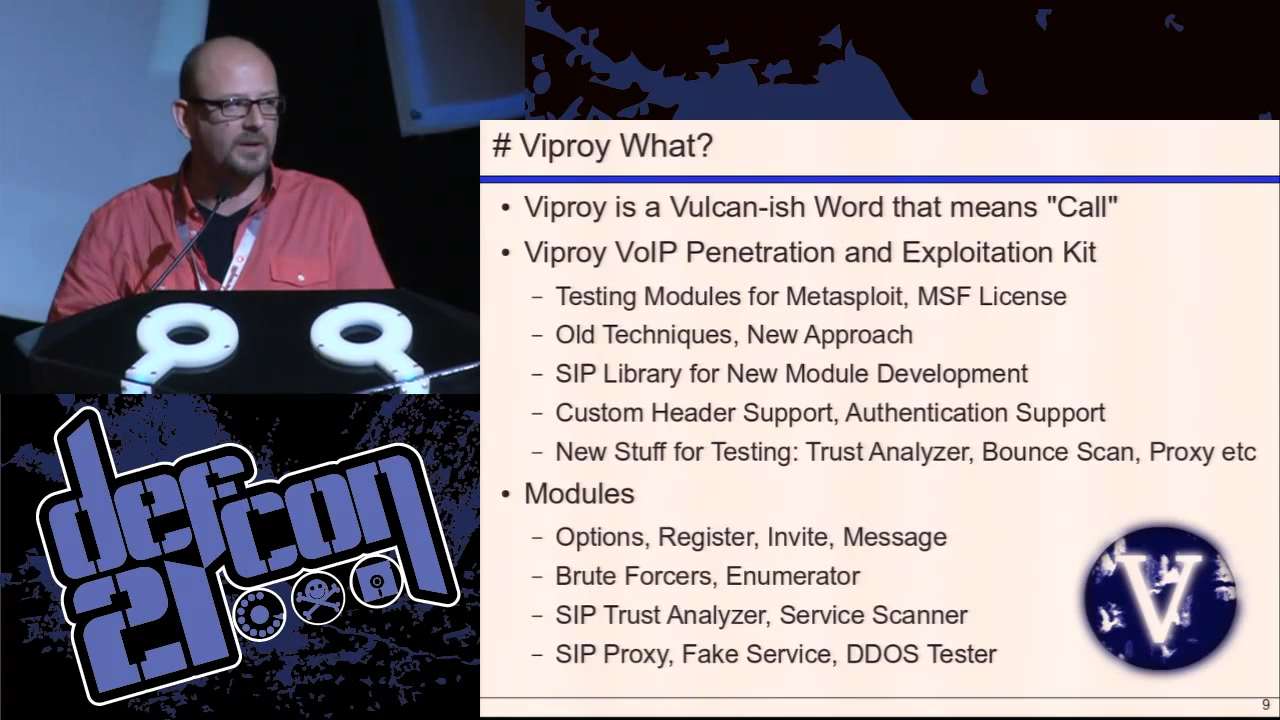 # Viproy What?
• Viproy is a Vulcan-ish Word that means "Call"
• Viproy VoIP Penetration and Exploitation Kit
– Testing Modules for Metasploit, MSF License
– Old Techniques, New Approach
– SIP Library for New Module Development
– Custom Header Support, Authentication Support
– New Stuff for Testing: Trust Analyzer, Bounce Scan, Proxy etc
• Modules
– Options, Register, Invite, Message
– Brute Forcers, Enumerator
– SIP Trust Analyzer, Service Scanner
– SIP Proxy, Fake Service, DDOS Tester
V
9
defcon
21